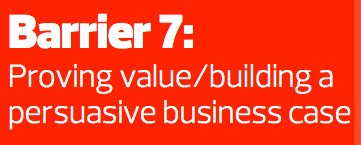 Barrier 7:
Proving value/building a
persuasive business case